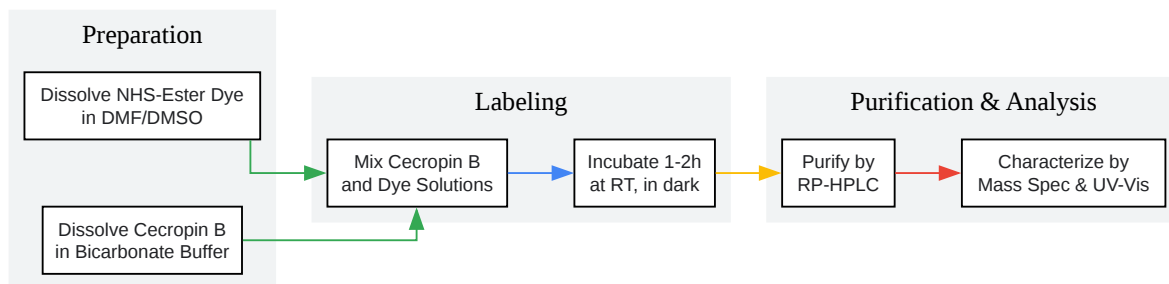 Preparation
Dissolve NHS-Ester Dye
in DMF/DMSO
Dissolve Cecropin B
in Bicarbonate Buffer
Labeling
Mix Cecropin B
and Dye Solutions
Incubate 1-2h
at RT, in dark
Purification & Analysis
Purify by
RP-HPLC
Characterize by
Mass Spec & UV-Vis